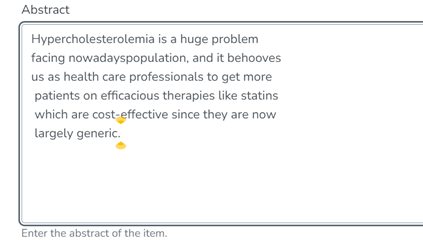 Abstract
Hypercholesterolemia is a huge problem
facing nowadayspopulation, and it behooves
us as health care professionals to get more
patients on efficacious therapies like statins
which are cost-effective since they are now
largely generic.
Enter the abstract of the item.